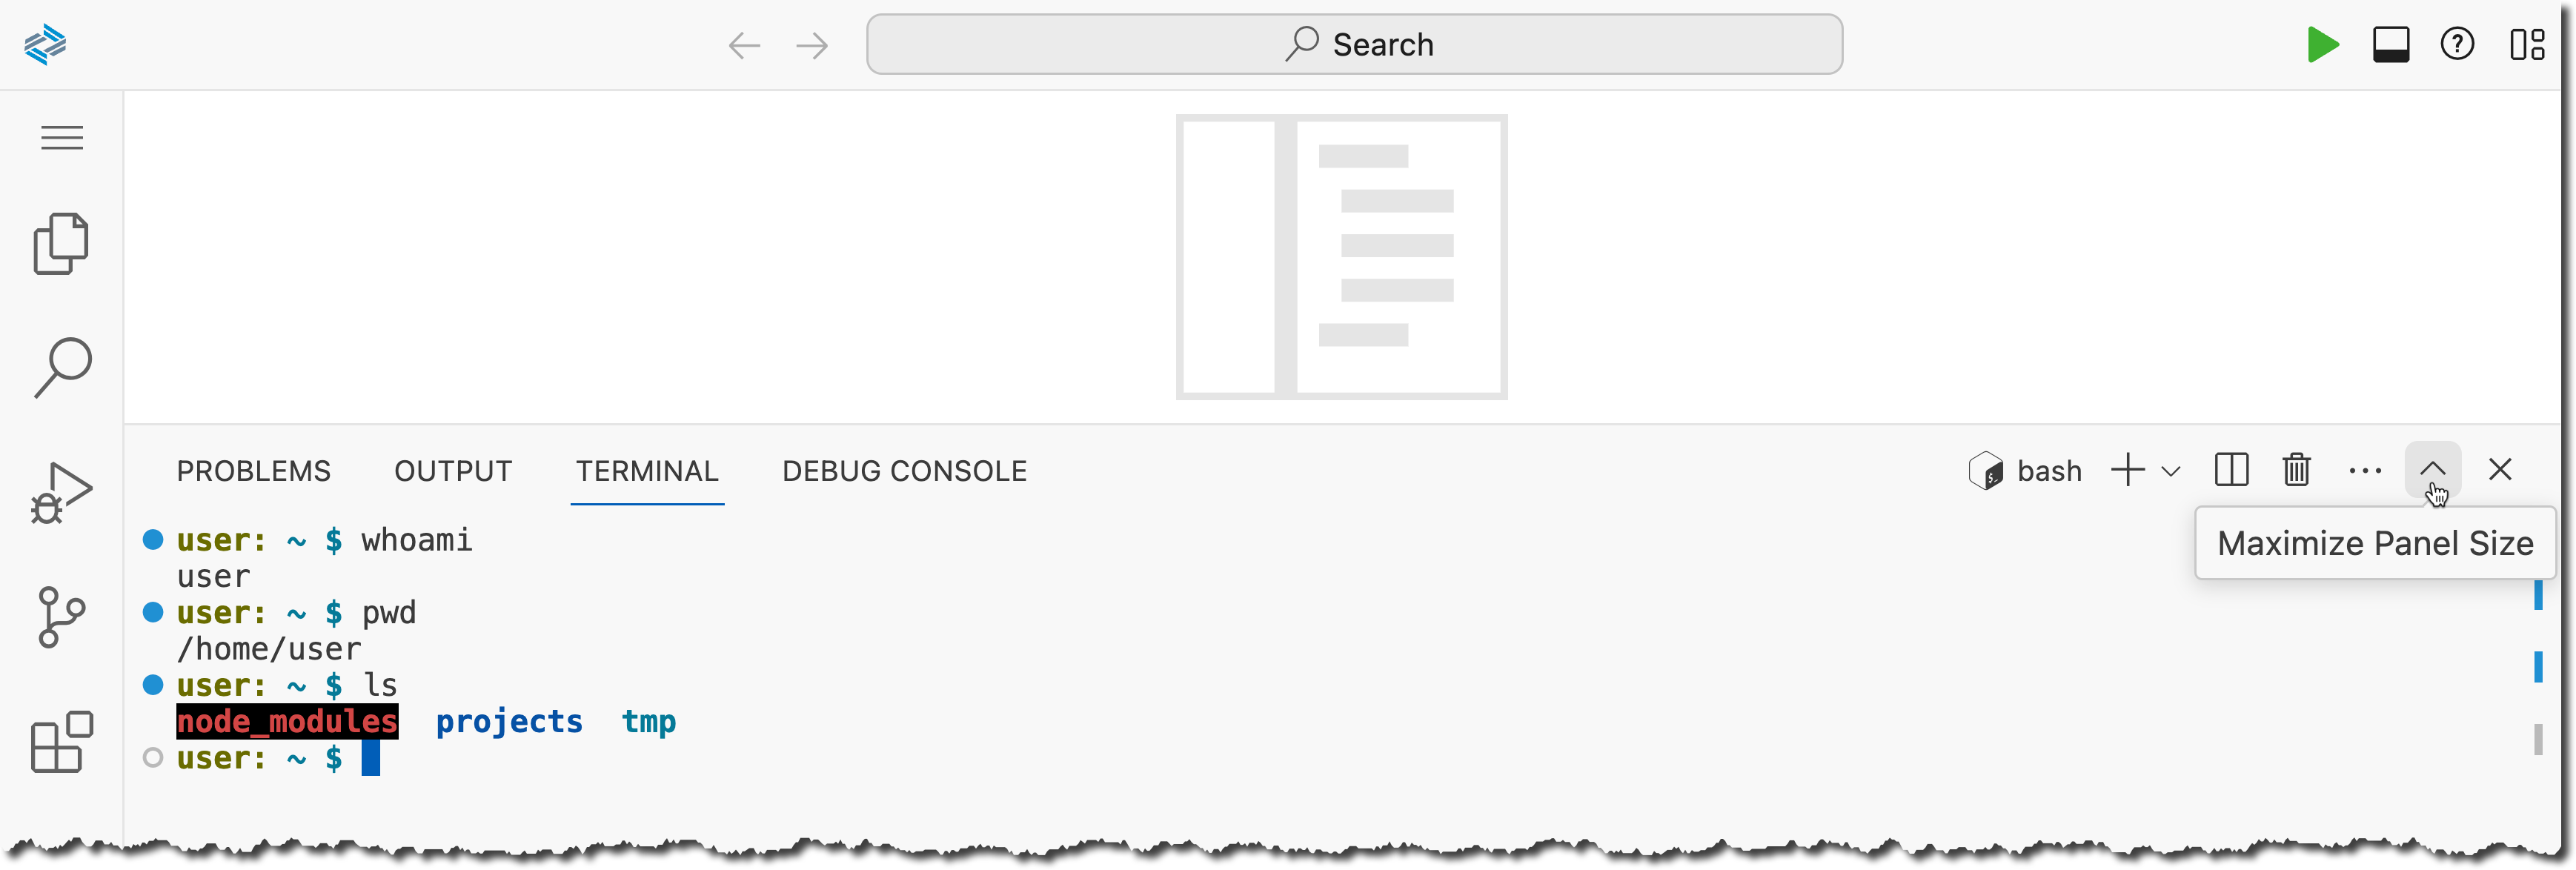 Search
PROBLEMS OUTPUT TERMINAL DEBUG CONSOLE bash
Maximize Panel Size
user: ~ $ whoami
user
user: ~ $ pwd
/home/user
user: ~ $ ls
node_modules projects tmp
user: ~ $